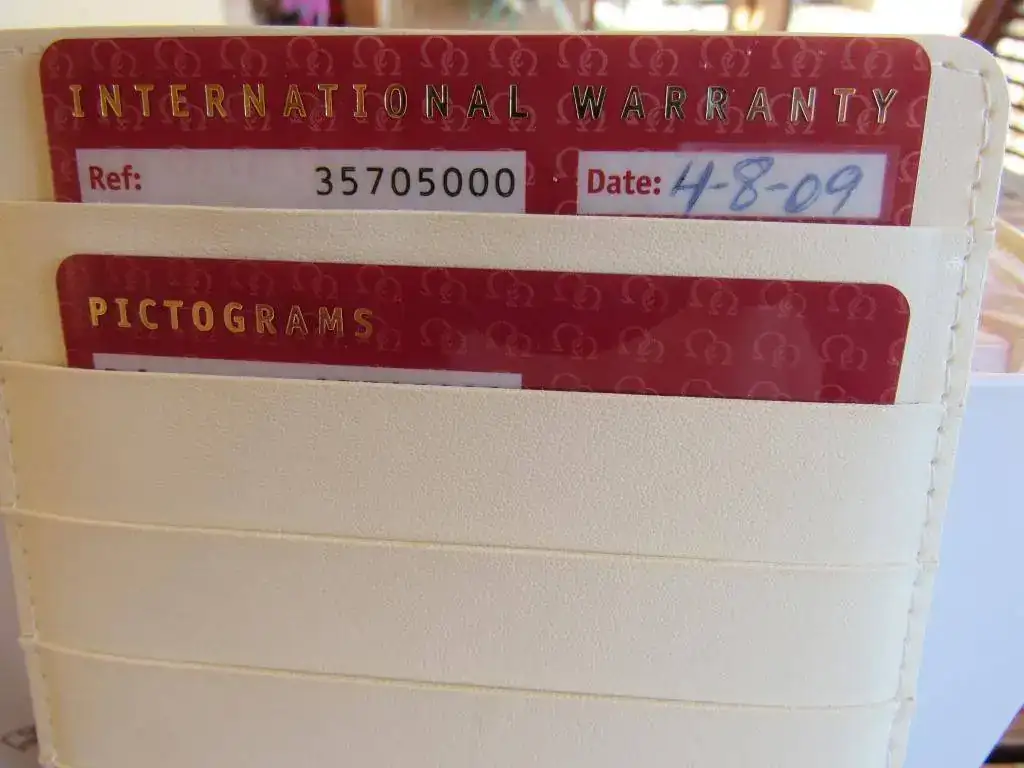 INTERNATIONAL WARRANTY
Ref: 35705000 Date: 4-8-09
PICTOGRAMS